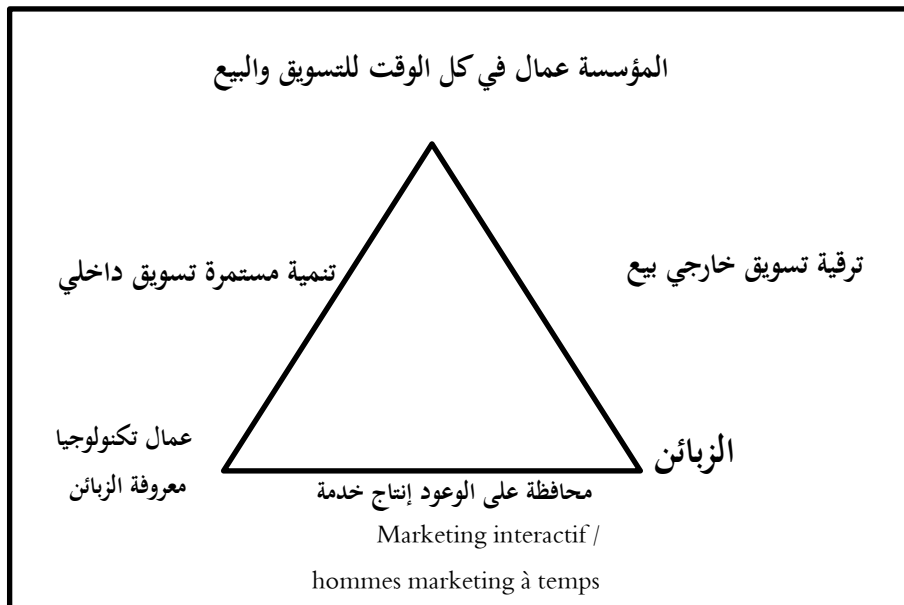 المؤسسة عمال في كل الوقت للتسويق والبيع
ترقية تسويق خارجي بيع
تنمية مستمرة تسويق داخلي
الزبائن
عمال تكنولوجيا
معروفة الزبائن
محافظة على الوعود إنتاج خدمة
Marketing interactif /
hommes marketing à temps